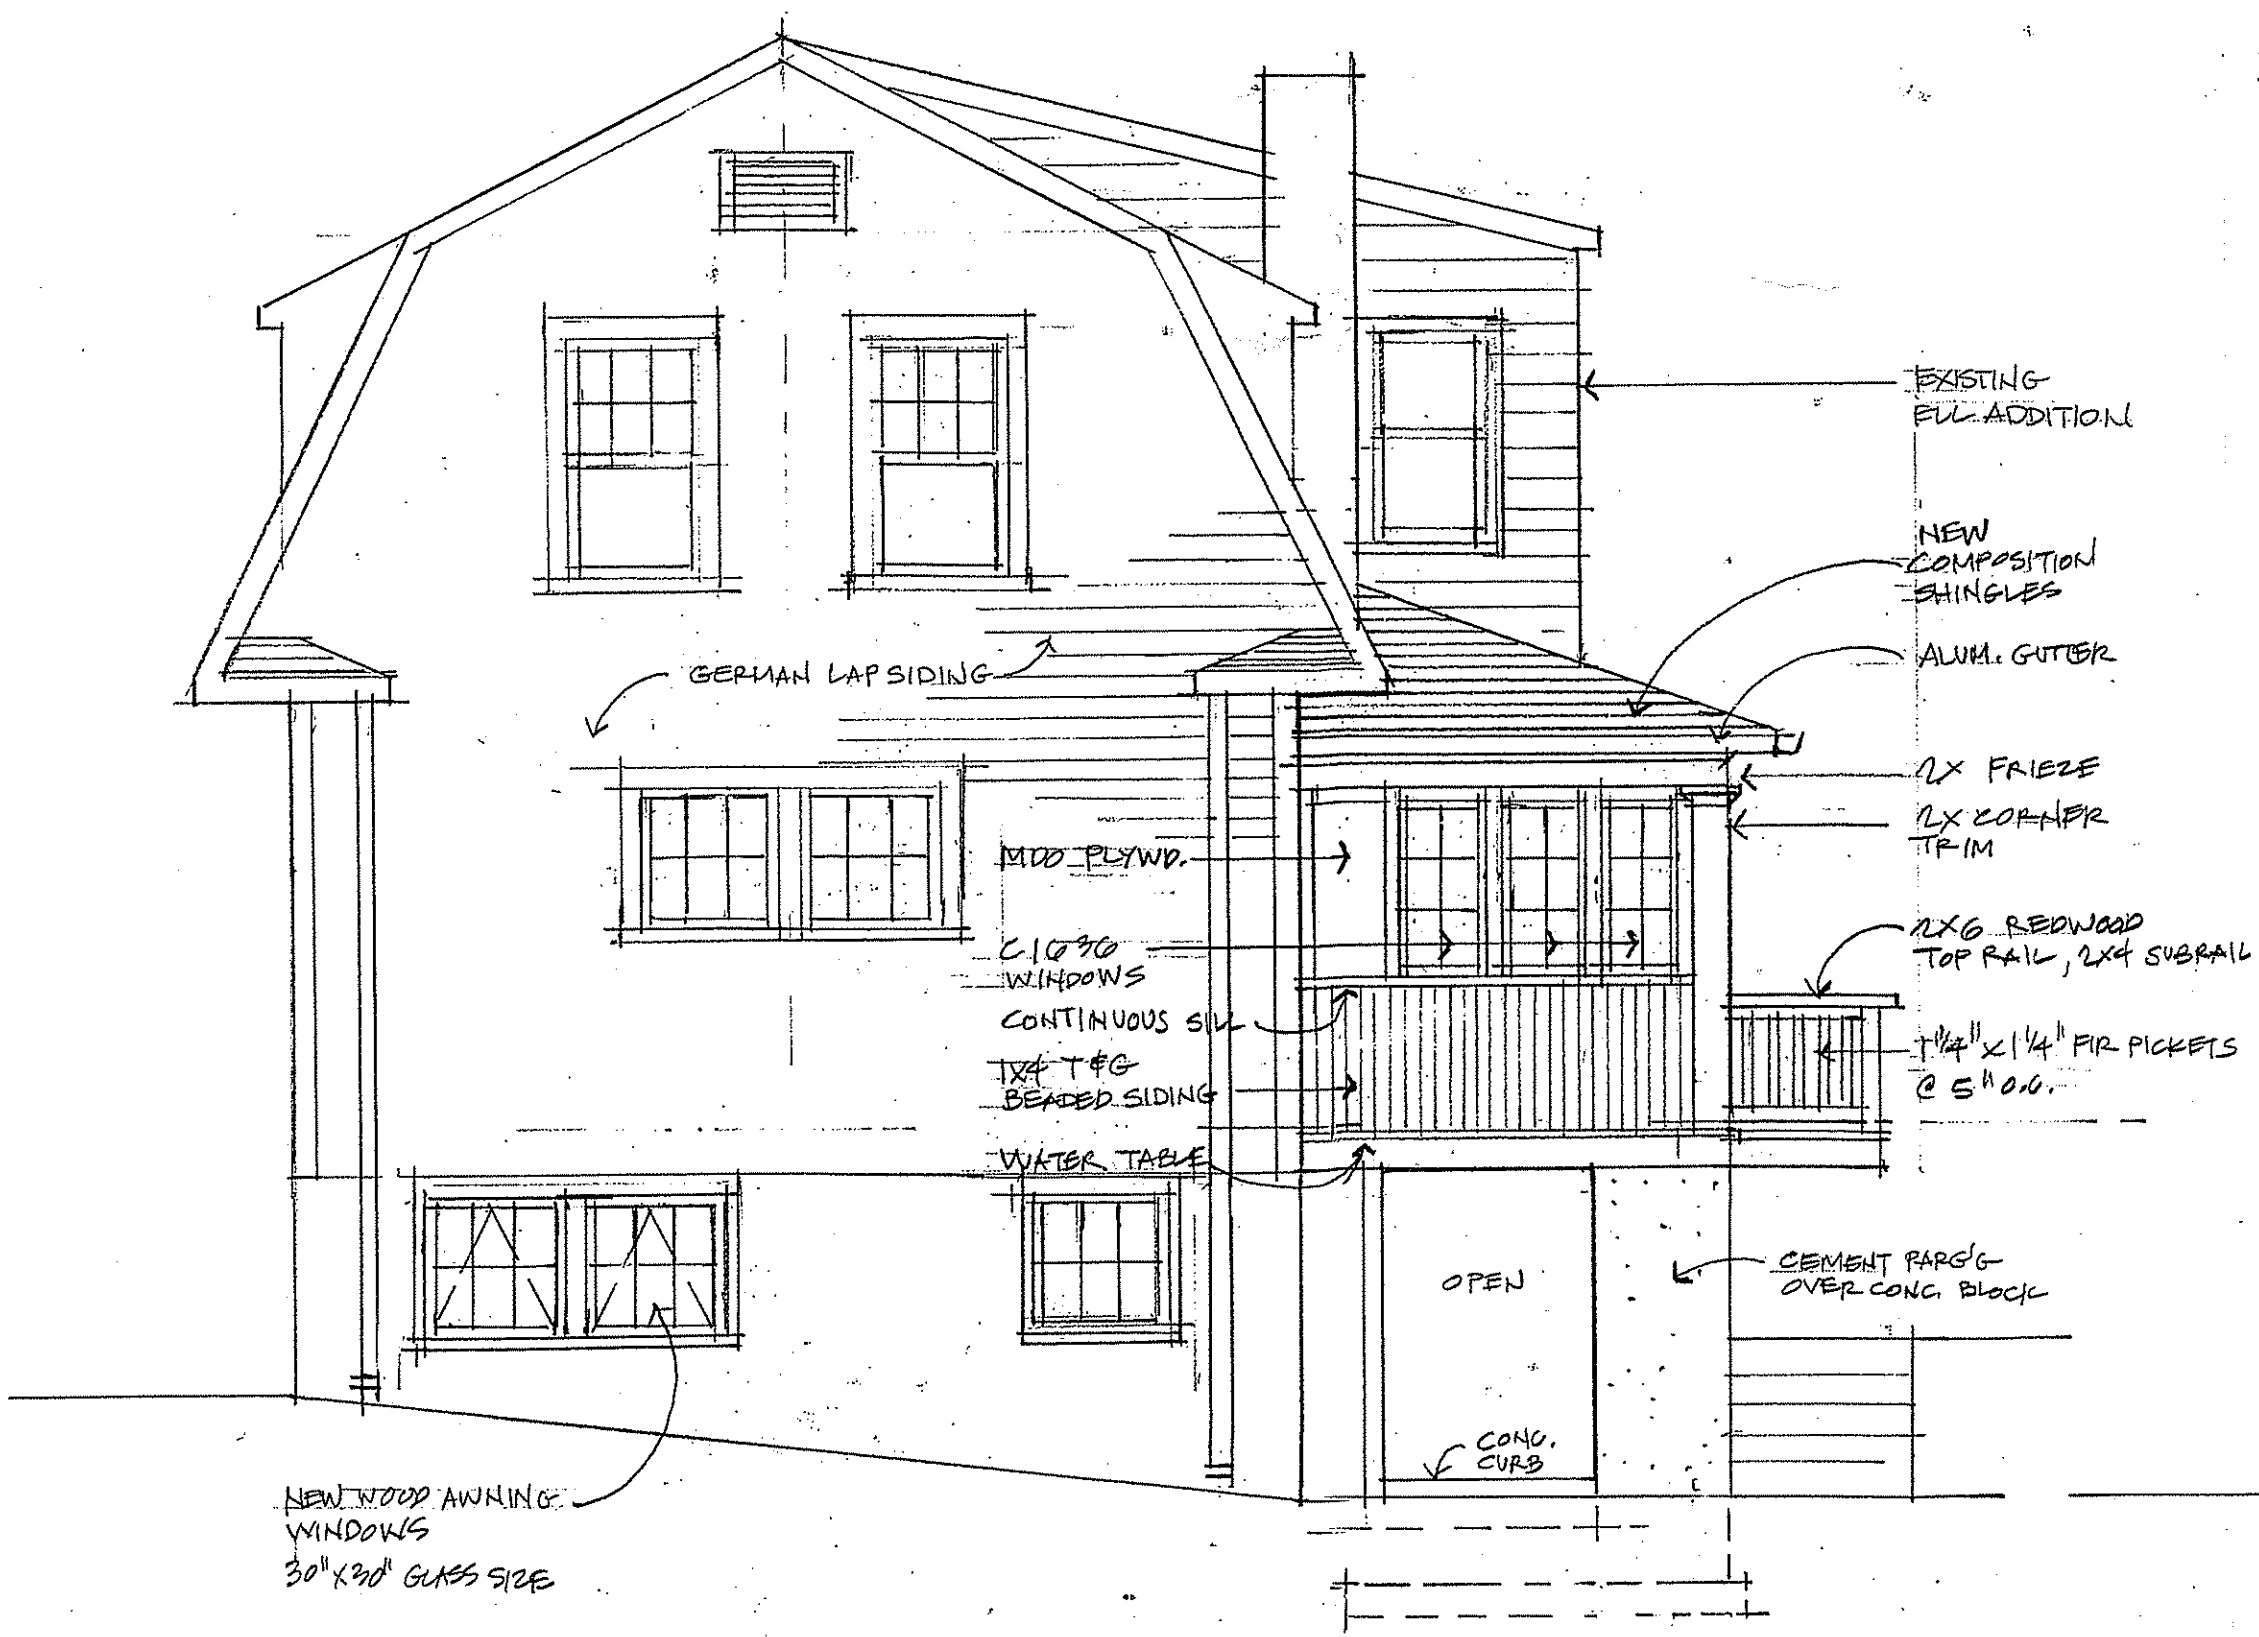 EXISTING
ELL ADDITION
NEW
COMPOSITION
SHINGLES
ALUM. GUTTER
GERMAN LAP SIDING
2X FRIEZE
2X CORNER
TRIM
MDO PLYWD.
2X6 REDWOOD
TOP RAIL, 2X4 SUBRAIL
C1636
WINDOWS
CONTINUOUS SILL
1X4 T&G
BEADED SIDING
1 1/4" X 1 1/4" FIR PICKETS
@ 5" O.C.
WATER TABLE
OPEN
CEMENT PARG'G
OVER CONC. BLOCK
CONC.
CURB
NEW WOOD AWNING
WINDOWS
30" X 30" GLASS SIZE